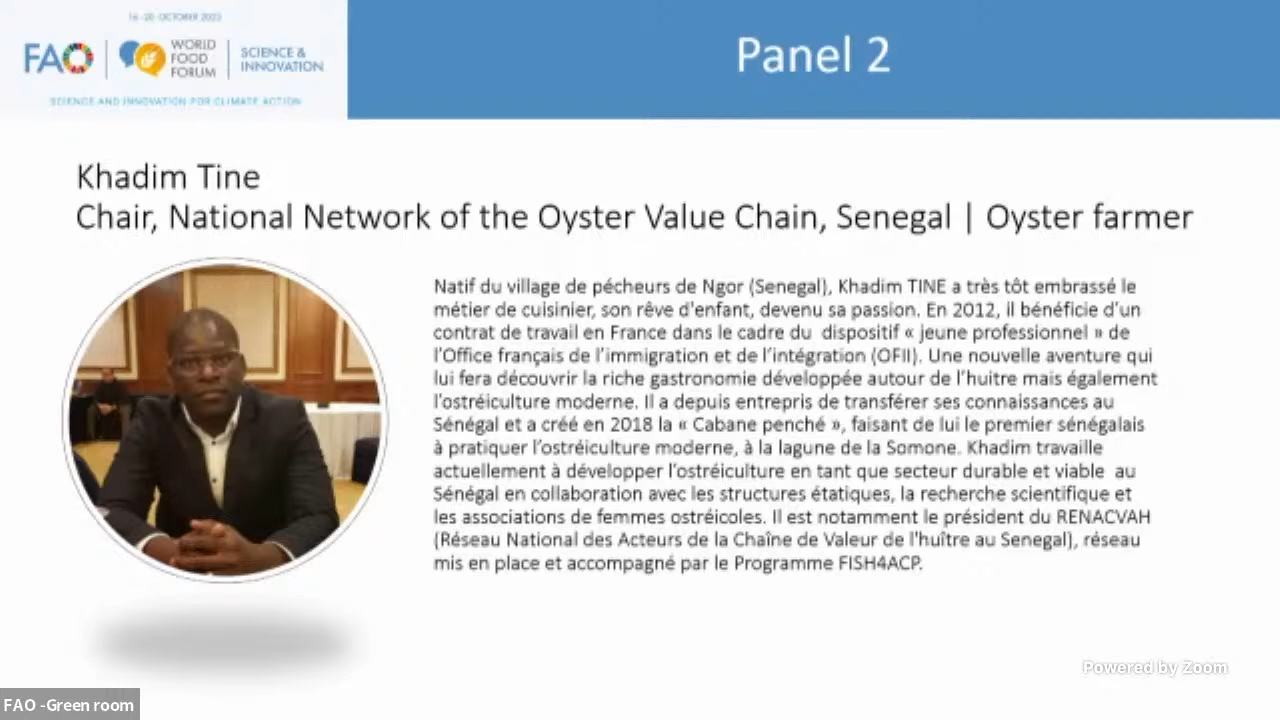 16 -20 OCTOBER 2023
FAO
WORLD
FOOD
FORUM
SCIENCE &
INNOVATION
SCIENCE AND INNOVATION FOR CLIMATE ACTION
Panel 2
Khadim Tine
Chair, National Network of the Oyster Value Chain, Senegal | Oyster farmer
Natif du village de pécheurs de Ngor (Senegal), Khadim TINE a très tôt embrassé le
métier de cuisinier, son rêve d'enfant, devenu sa passion. En 2012, il bénéficie d'un
contrat de travail en France dans le cadre du dispositif « jeune professionnel » de
l'Office français de l'immigration et de l'intégration (OFII). Une nouvelle aventure qui
lui fera découvrir la riche gastronomie développée autour de l'huitre mais également
l'ostréiculture moderne. Il a depuis entrepris de transférer ses connaissances au
Sénégal et a créé en 2018 la « Cabane penché », faisant de lui le premier sénégalais
à pratiquer l'ostréiculture moderne, à la lagune de la Somone. Khadim travaille
actuellement à développer l'ostréiculture en tant que secteur durable et viable au
Sénégal en collaboration avec les structures étatiques, la recherche scientifique et
les associations de femmes ostréicoles. Il est notamment le président du RENACVAH
(Réseau National des Acteurs de la Chaîne de Valeur de l'huître au Senegal), réseau
mis en place et accompagné par le Programme FISH4ACP.
Powered by Zoom
FAO -Green room